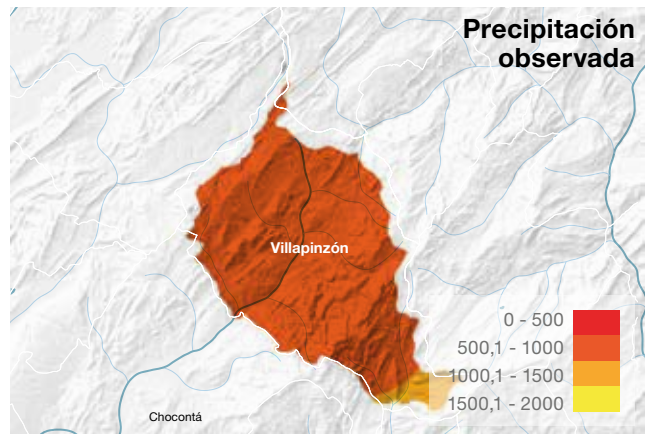 Precipitación
observada
Villapinzón
0 - 500
500,1 - 1000
1000,1 - 1500
1500,1 - 2000
Chocontá